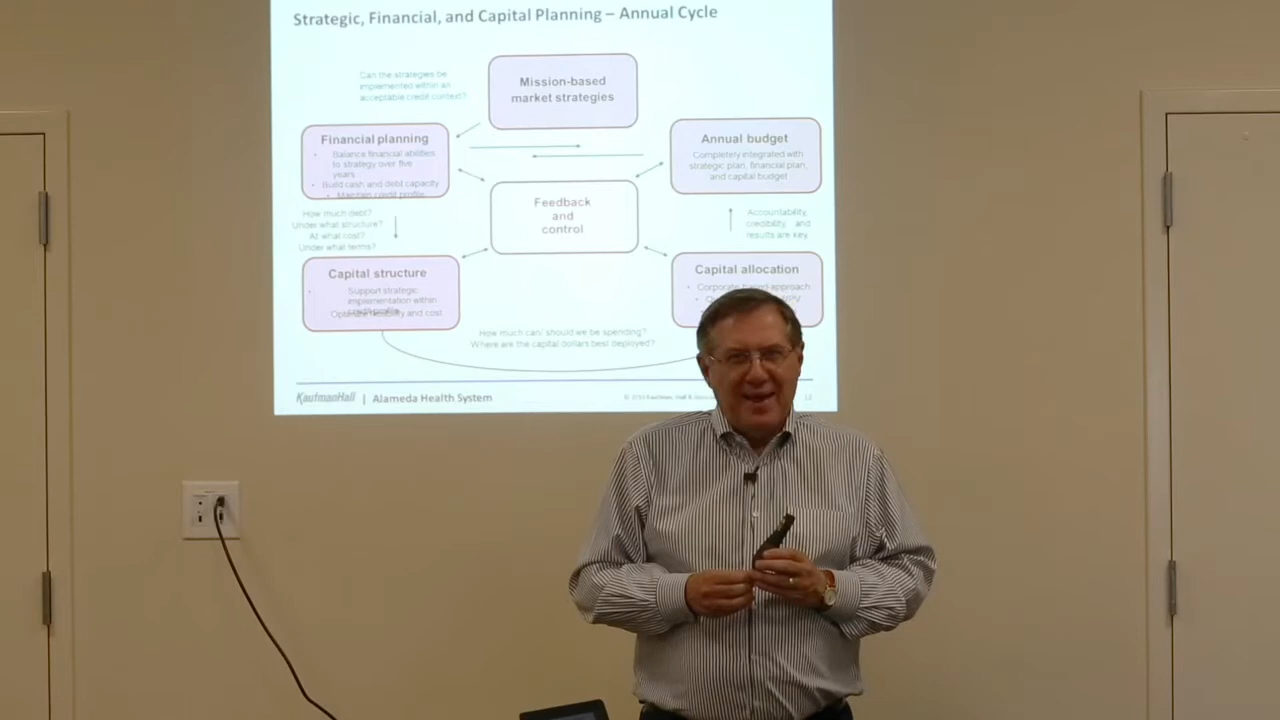 Strategic, Financial, and Capital Planning – Annual Cycle
Can the strategies be
implemented within an
acceptable credit context?
Mission-based
market strategies
Financial planning
• Balance financial abilities
to strategy over five
years
• Build cash and debt capacity
• Maintain credit profile
Annual budget
Completely integrated with
strategic plan, financial plan,
and capital budget
Feedback
and
control
How much debt?
Under what structure?
At what cost?
Under what terms?
Accountability,
credibility, and
results are key
Capital structure
• Support strategic
implementation within
credit profile
Optimize flexibility and cost
Capital allocation
• Corporate-based approach
How much can/ should we be spending?
Where are the capital dollars best deployed?
KaufmanHall | Alameda Health System
12